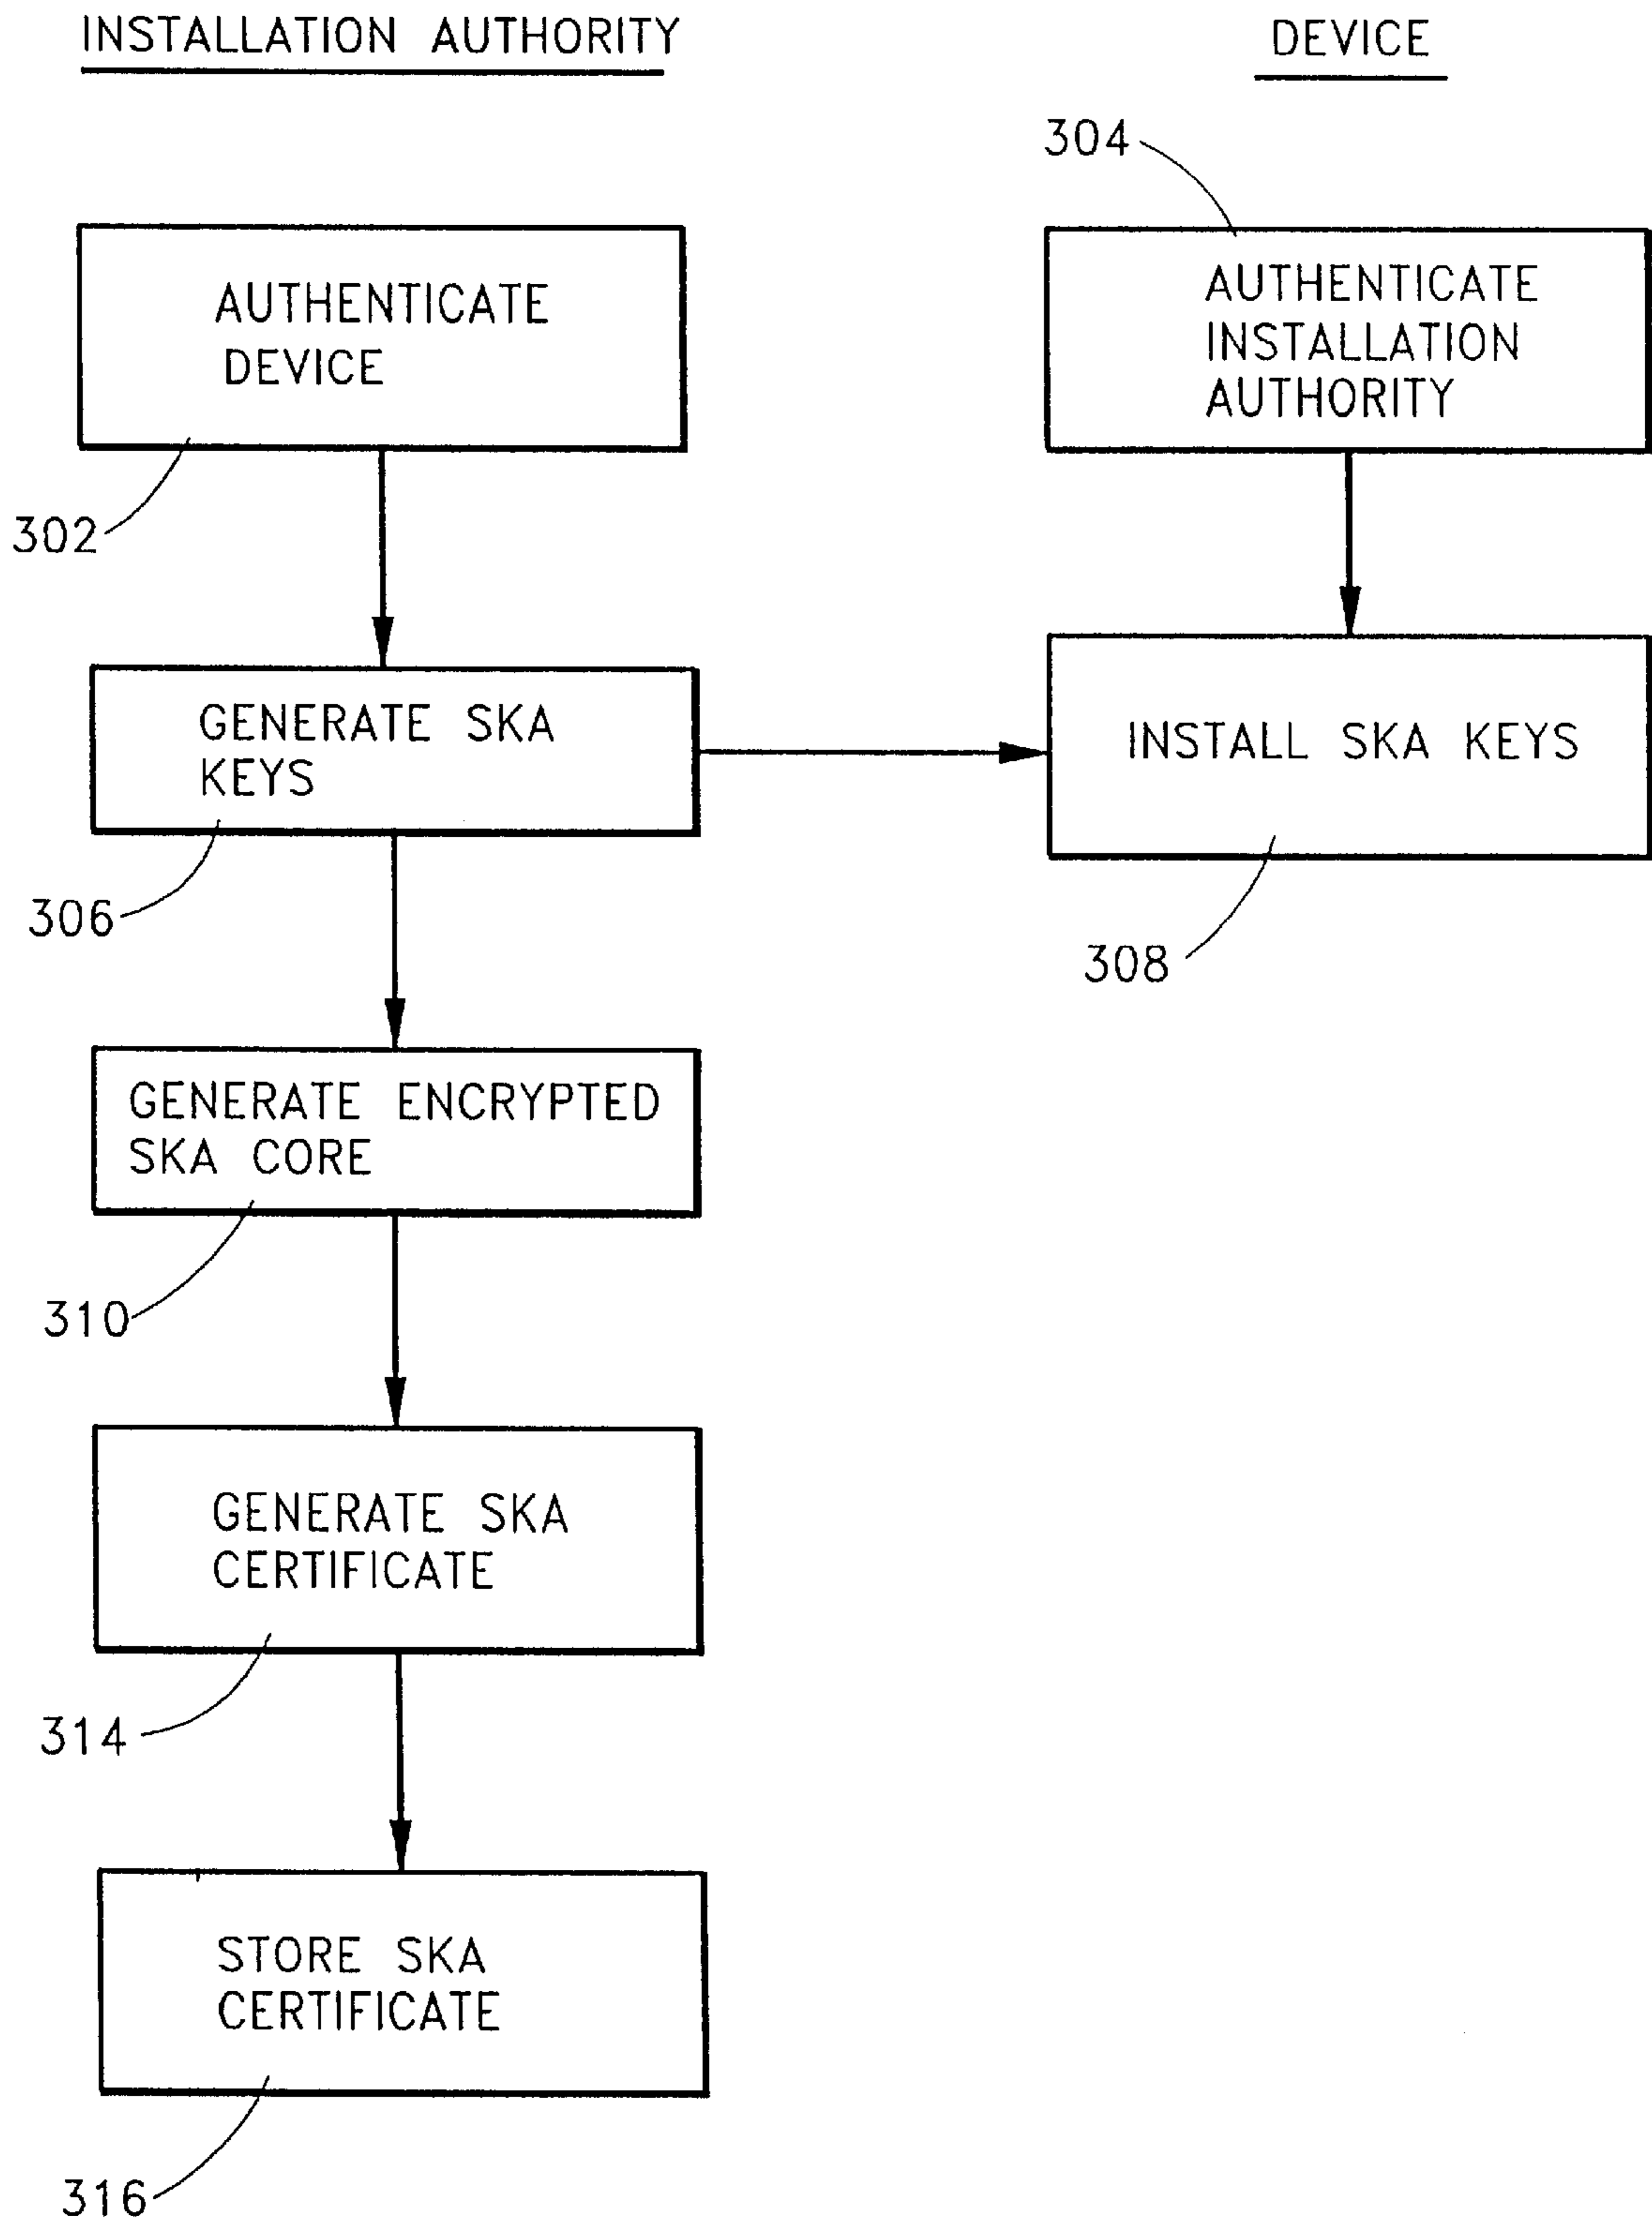 INSTALLATION AUTHORITY
DEVICE
304
AUTHENTICATE
DEVICE
302
AUTHENTICATE
INSTALLATION
AUTHORITY
GENERATE SKA
KEYS
306
INSTALL SKA KEYS
308
GENERATE ENCRYPTED
SKA CORE
310
GENERATE SKA
CERTIFICATE
314
STORE SKA
CERTIFICATE
316